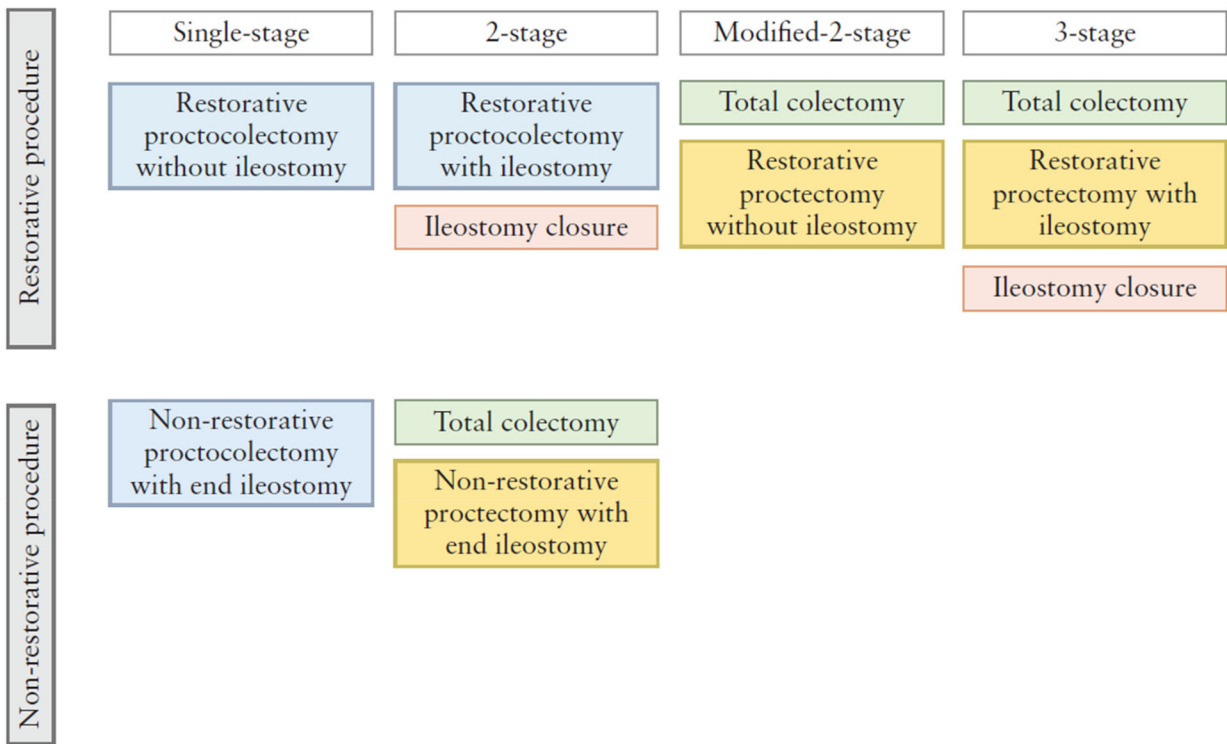 Restorative procedure
Single-stage
2-stage
Modified-2-stage
3-stage
Restorative
proctocolectomy
without ileostomy
Restorative
proctocolectomy
with ileostomy
Ileostomy closure
Total colectomy
Restorative
proctectomy
without ileostomy
Total colectomy
Restorative
proctectomy with
ileostomy
Ileostomy closure
Non-restorative procedure
Non-restorative
proctocolectomy
with end ileostomy
Total colectomy
Non-restorative
proctectomy with
end ileostomy